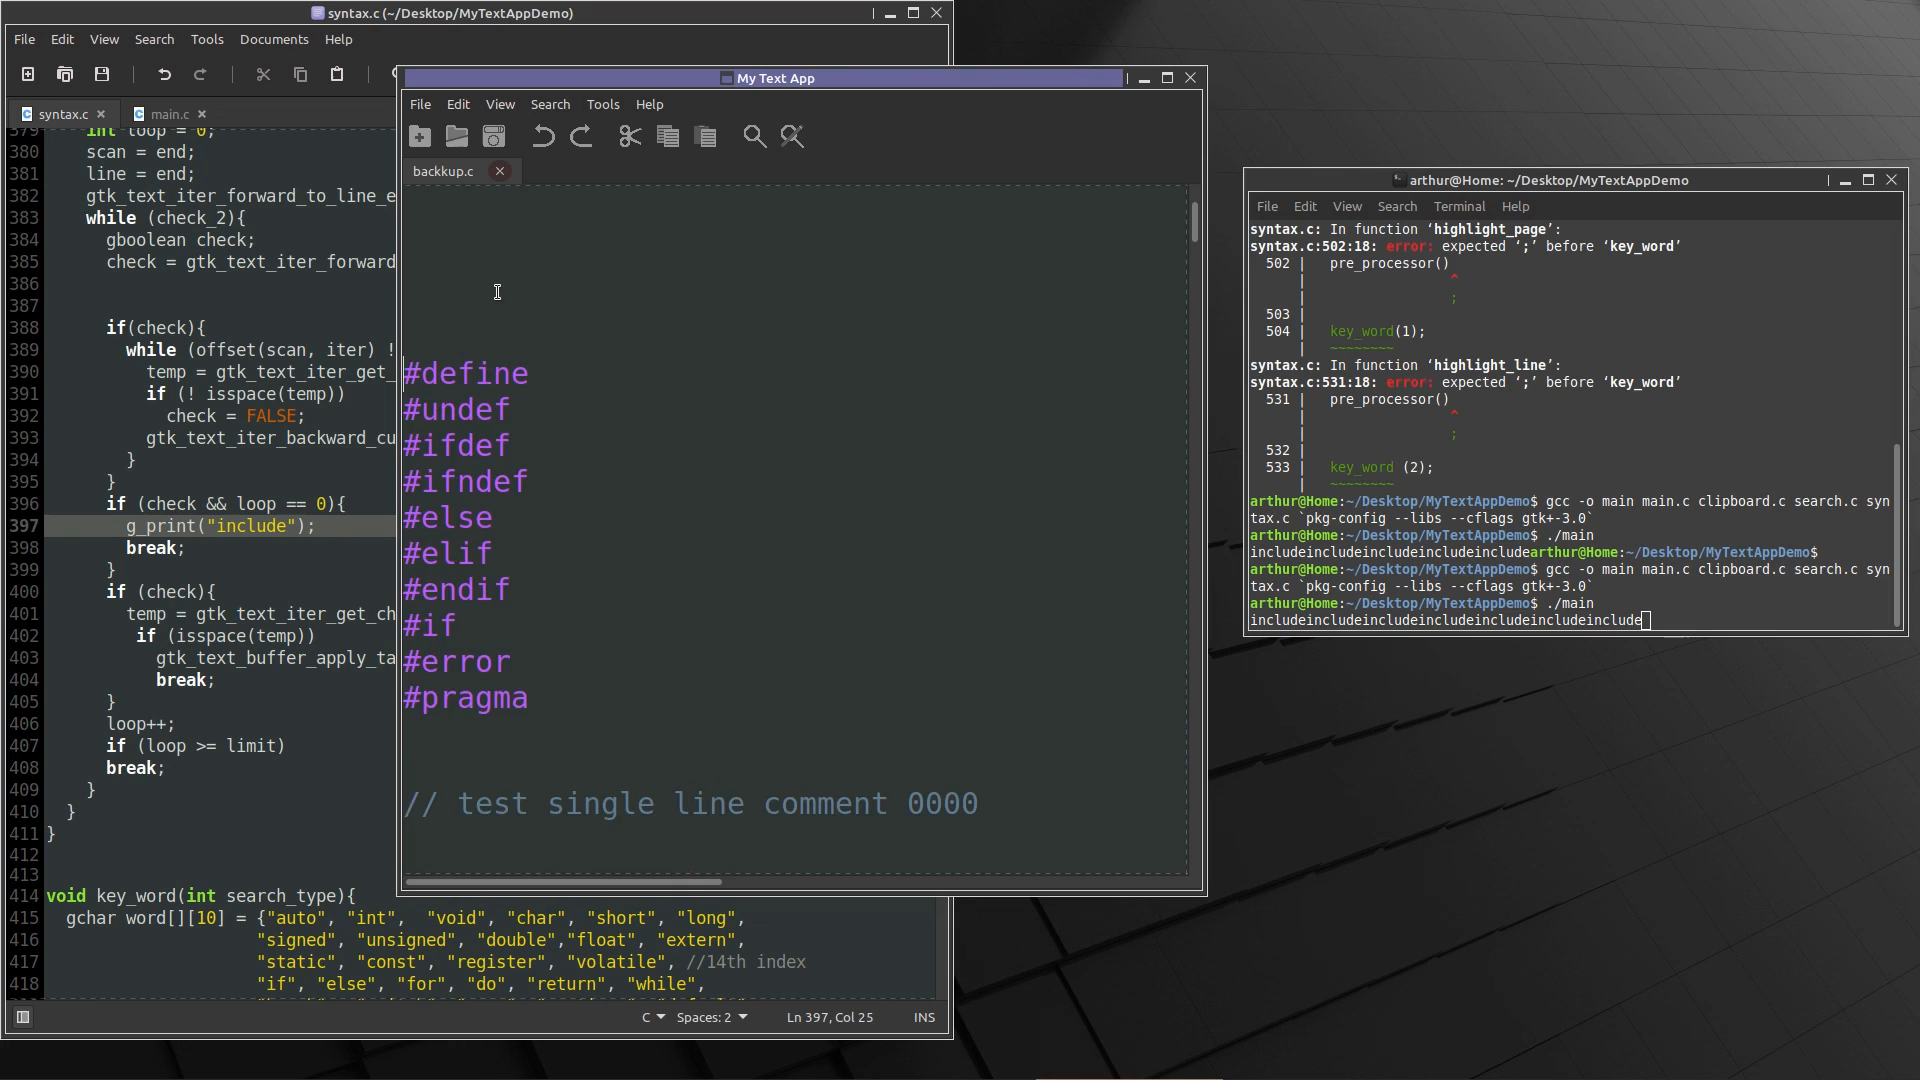 syntax.c (~/Desktop/MyTextAppDemo)
File Edit View Search Tools Documents Help
syntax.c main.c
379 int loop = 0;
380 scan = end;
381 line = end;
382 gtk_text_iter_forward_to_line_e
383 while (check_2){
384 gboolean check;
385 check = gtk_text_iter_forward
386
387
388 if(check){
389 while (offset(scan, iter) !
390 temp = gtk_text_iter_get_
391 if (! isspace(temp))
392 check = FALSE;
393 gtk_text_iter_backward_cu
394 }
395 }
396 if (check && loop == 0){
397 g_print("include");
398 break;
399 }
400 if (check){
401 temp = gtk_text_iter_get_ch
402 if (isspace(temp))
403 gtk_text_buffer_apply_ta
404 break;
405 }
406 loop++;
407 if (loop >= limit)
408 break;
409 }
410 }
411 }
412
413
414 void key_word(int search_type){
415 gchar word[][10] = {"auto", "int", "void", "char", "short", "long",
416 "signed", "unsigned", "double","float", "extern",
417 "static", "const", "register", "volatile", //14th index
418 "if", "else", "for", "do", "return", "while",
C Spaces: 2 Ln 397, Col 25 INS
My Text App
File Edit View Search Tools Help
backkup.c
#define
#undef
#ifdef
#ifndef
#else
#elif
#endif
#if
#error
#pragma
// test single line comment 0000
arthur@Home: ~/Desktop/MyTextAppDemo
File Edit View Search Terminal Help
syntax.c: In function ‘highlight_page’:
syntax.c:502:18: error: expected ‘;’ before ‘key_word’
502 | pre_processor()
| ^
| ;
503 |
504 | key_word(1);
| ~~~~~~~~
syntax.c: In function ‘highlight_line’:
syntax.c:531:18: error: expected ‘;’ before ‘key_word’
531 | pre_processor()
| ^
| ;
532 |
533 | key_word (2);
| ~~~~~~~~
arthur@Home:~/Desktop/MyTextAppDemo$ gcc -o main main.c clipboard.c search.c syn
tax.c `pkg-config --libs --cflags gtk+-3.0`
arthur@Home:~/Desktop/MyTextAppDemo$ ./main
includeincludeincludeincludeincludearthur@Home:~/Desktop/MyTextAppDemo$
arthur@Home:~/Desktop/MyTextAppDemo$ gcc -o main main.c clipboard.c search.c syn
tax.c `pkg-config --libs --cflags gtk+-3.0`
arthur@Home:~/Desktop/MyTextAppDemo$ ./main
includeincludeincludeincludeincludeincludeinclude